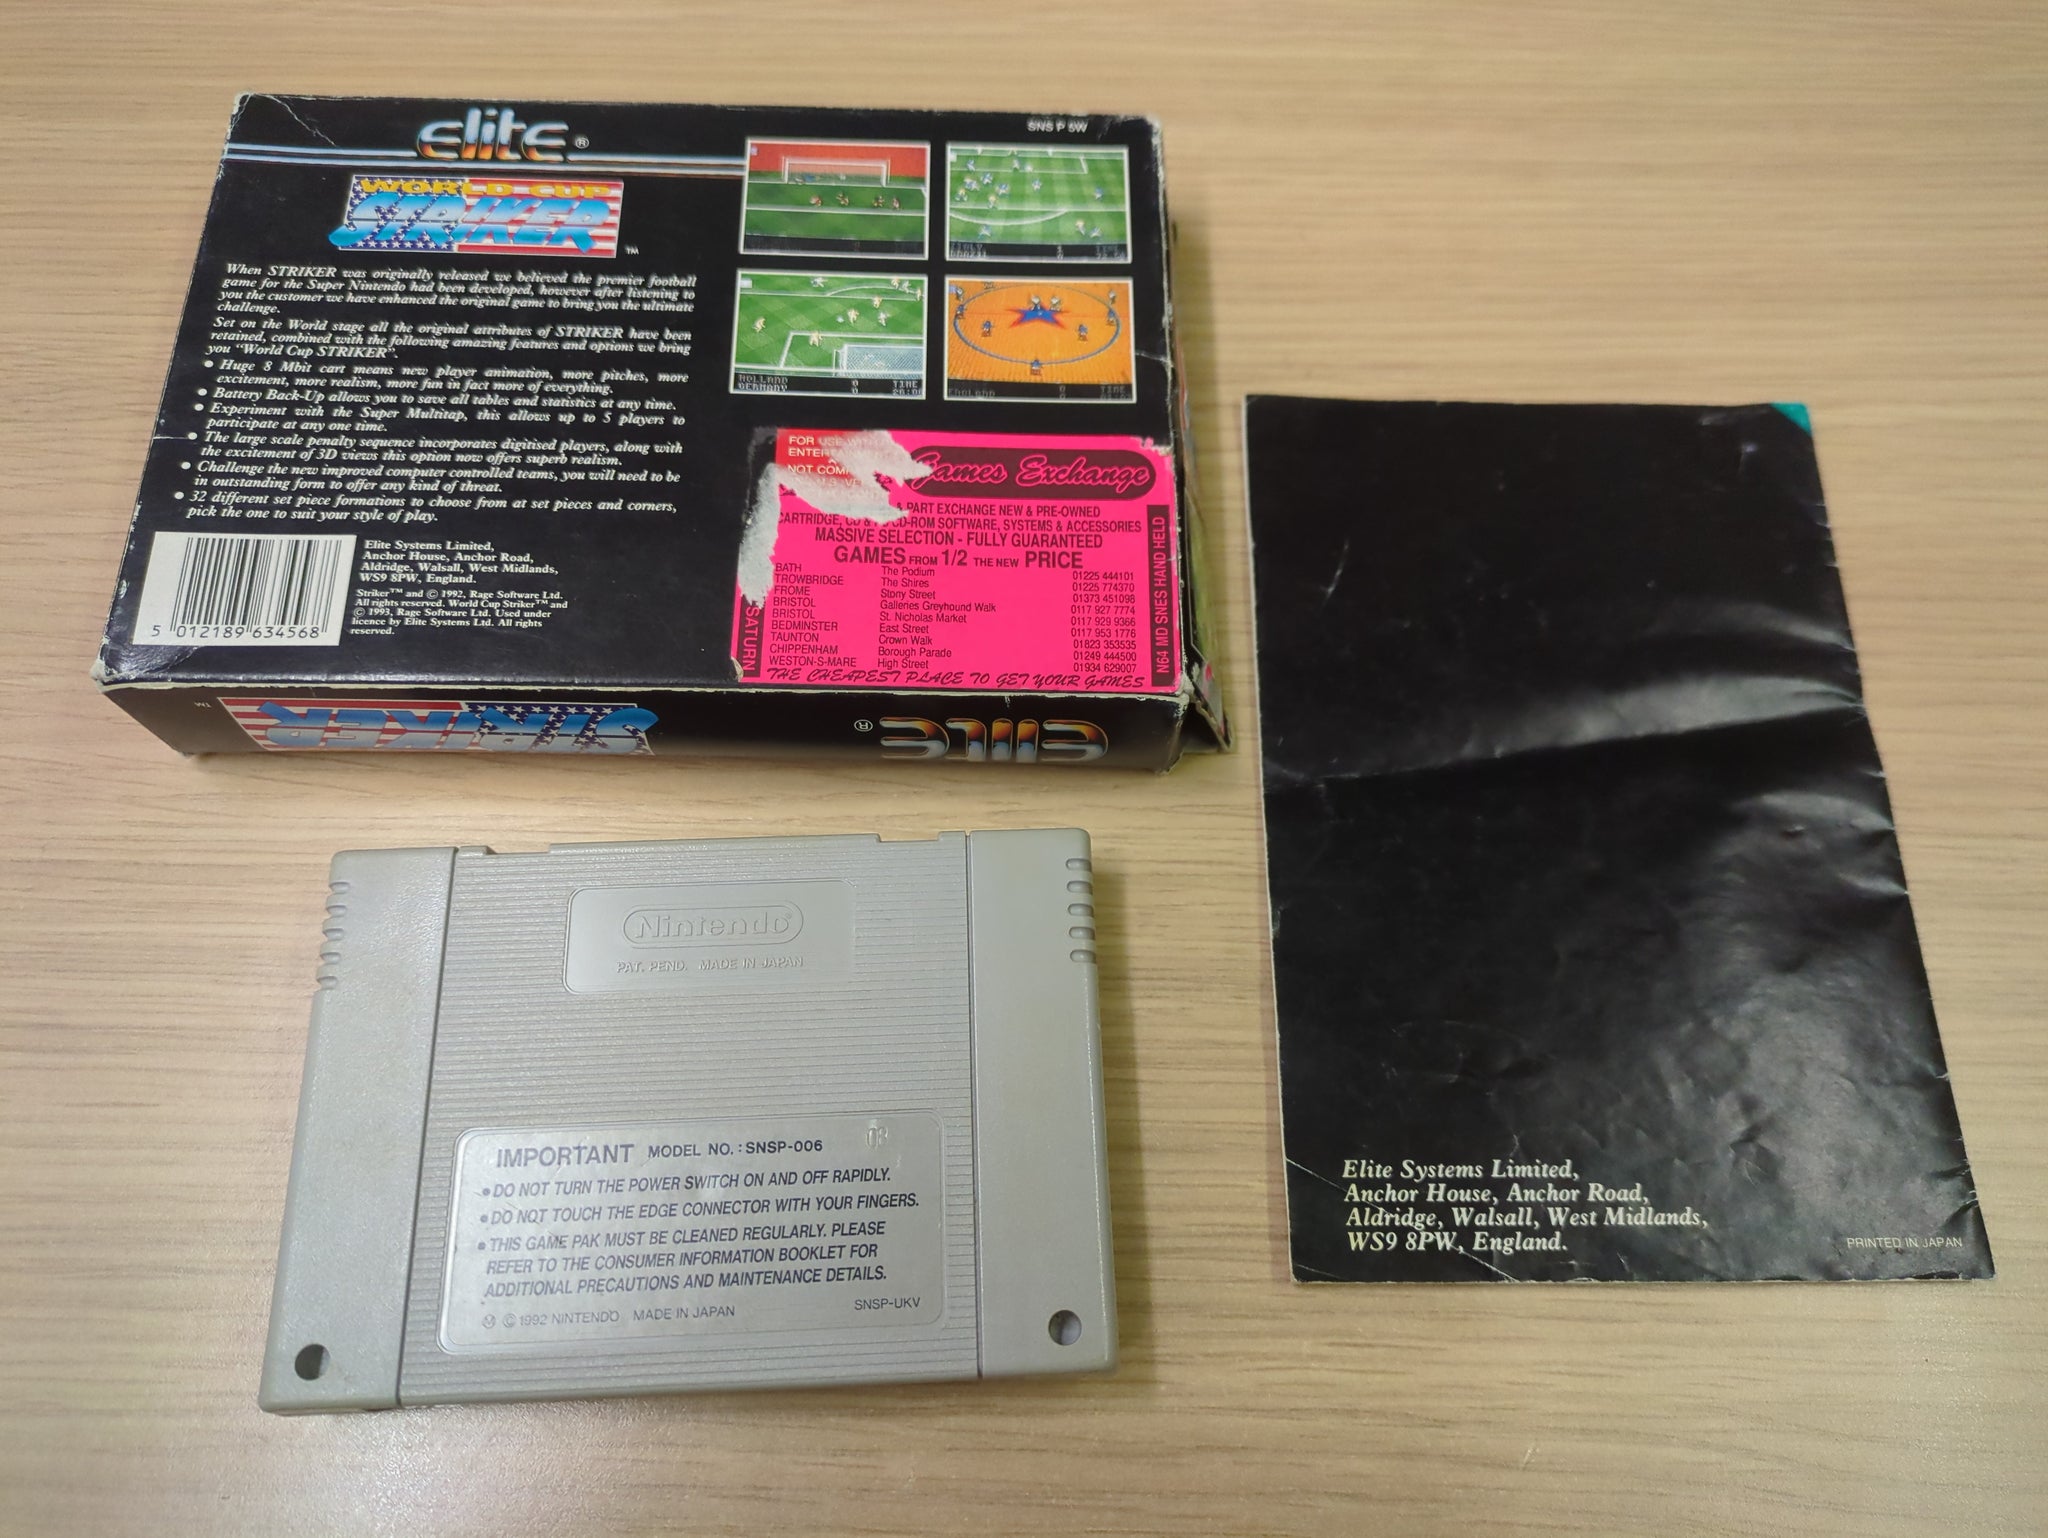 elite®
SNS P 5W
WORLD CUP
STRIKER
™
When STRIKER was originally released we believed the premier football
game for the Super Nintendo had been developed, however after listening to
you the customer we have enhanced the original game to bring you the ultimate
challenge.
Set on the World stage all the original attributes of STRIKER have been
retained, combined with the following amazing features and options we bring
you "World Cup STRIKER".
• Huge 8 Mbit cart means new player animation, more pitches, more
excitement, more realism, more fun in fact more of everything.
• Battery Back-Up allows you to save all tables and statistics at any time.
• Experiment with the Super Multitap, this allows up to 5 players to
participate at any one time.
• The large scale penalty sequence incorporates digitised players, along with
the excitement of 3D views this option now offers superb realism.
• Challenge the new improved computer controlled teams, you will need to be
in outstanding form to offer any kind of threat.
• 32 different set piece formations to choose from at set pieces and corners,
pick the one to suit your style of play.
5 012189 634568
Elite Systems Limited,
Anchor House, Anchor Road,
Aldridge, Walsall, West Midlands,
WS9 8PW, England.
Striker™ and © 1992, Rage Software Ltd.
All rights reserved. World Cup Striker™ and
© 1993, Rage Software Ltd. Used under
licence by Elite Systems Ltd. All rights
reserved.
HOLLAND 0 TIME
GERMANY 0
ENGLAND 0
FOR USE WITH
NOT COM
Games Exchange
& PART EXCHANGE NEW & PRE-OWNED
CARTRIDGE, CD & CD-ROM SOFTWARE, SYSTEMS & ACCESSORIES
MASSIVE SELECTION - FULLY GUARANTEED
GAMES FROM 1/2 THE NEW PRICE
BATH The Podium 01225 444101
TROWBRIDGE The Shires 01225 774370
FROME Stony Street 01373 451098
BRISTOL Galleries Greyhound Walk 0117 927 7774
BRISTOL St. Nicholas Market 0117 929 9366
BEDMINSTER East Street 0117 953 1776
TAUNTON Crown Walk 01823 353535
CHIPPENHAM Borough Parade 01249 444500
WESTON-S-MARE High Street 01934 629007
THE CHEAPEST PLACE TO GET YOUR GAMES
SATURN
N64 MD SNES HAND HELD
STRIKER ™
elite ®
Nintendo®
PAT. PEND. MADE IN JAPAN
IMPORTANT MODEL NO. : SNSP-006
08
• DO NOT TURN THE POWER SWITCH ON AND OFF RAPIDLY.
• DO NOT TOUCH THE EDGE CONNECTOR WITH YOUR FINGERS.
• THIS GAME PAK MUST BE CLEANED REGULARLY. PLEASE
REFER TO THE CONSUMER INFORMATION BOOKLET FOR
ADDITIONAL PRECAUTIONS AND MAINTENANCE DETAILS.
Ⓜ © 1992 NINTENDO MADE IN JAPAN SNSP-UKV
Elite Systems Limited,
Anchor House, Anchor Road,
Aldridge, Walsall, West Midlands,
WS9 8PW, England.
PRINTED IN JAPAN